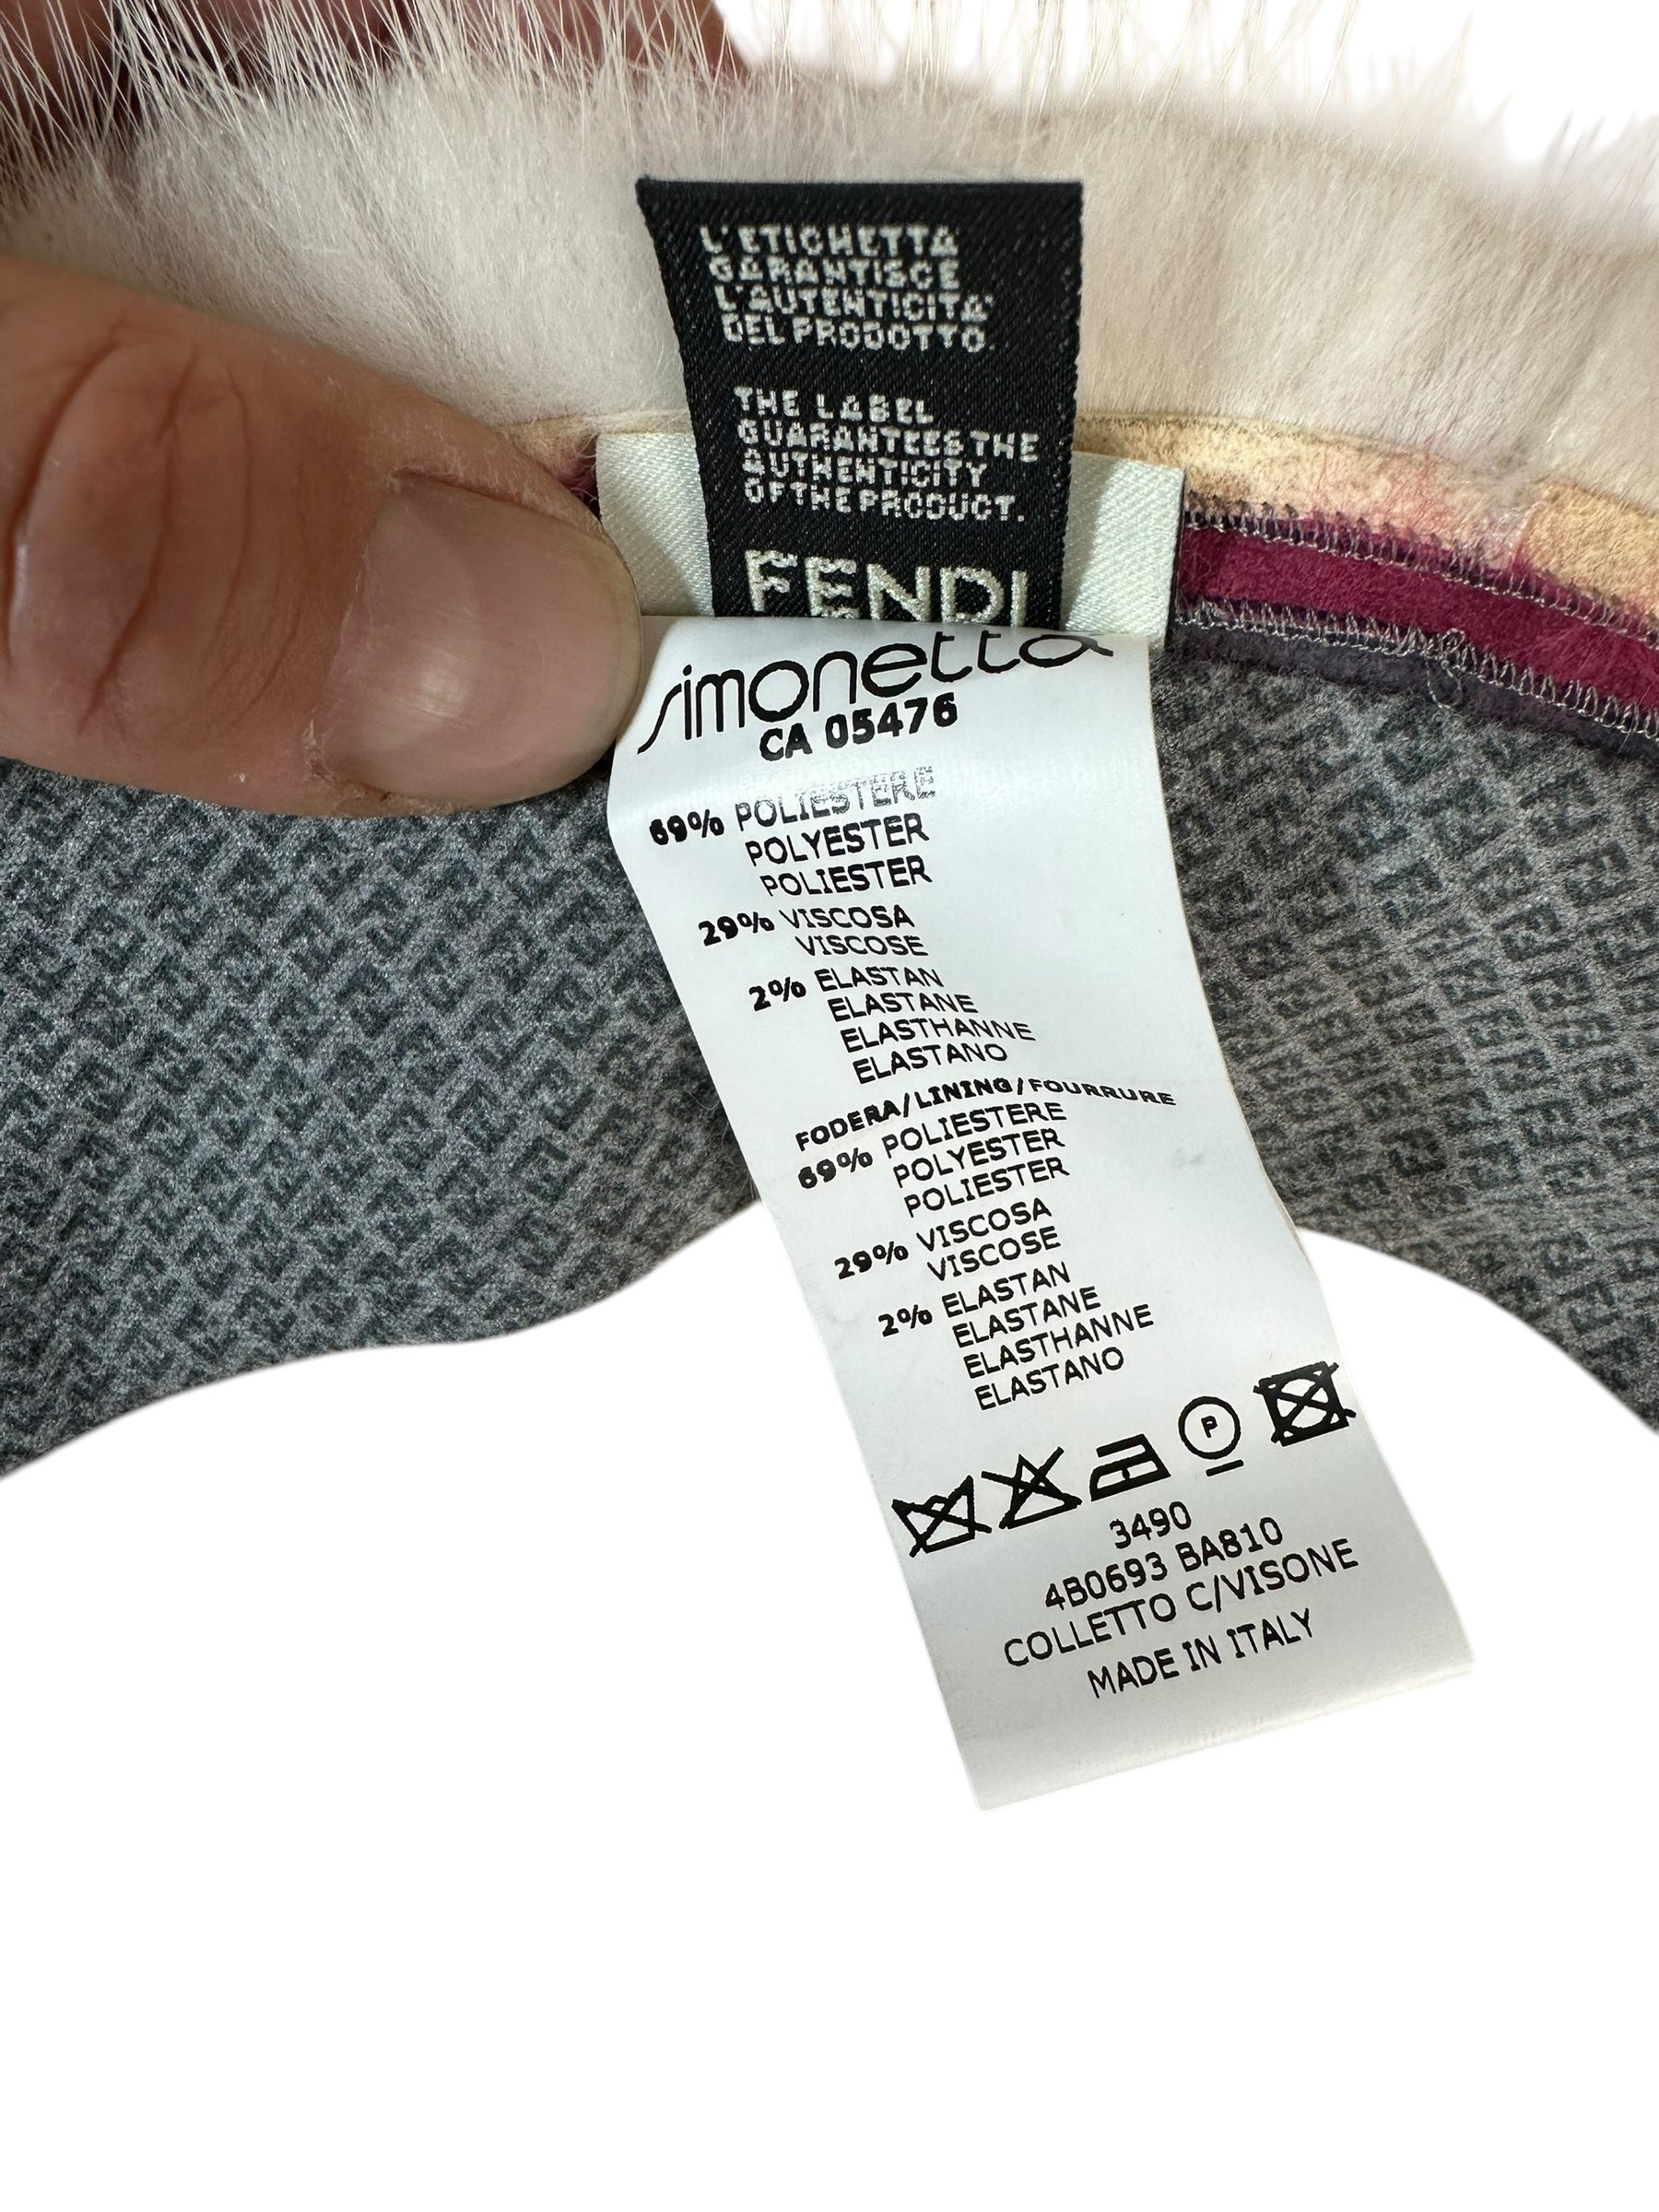 L'ETICHETTA
GARANTISCE
L'AUTENTICITA'
DEL PRODOTTO.
THE LABEL
GUARANTEES THE
AUTHENTICITY
OF THE PRODUCT.
FENDI
simonetta
CA 05476
69% POLIESTERE
POLYESTER
POLIESTER
29% VISCOSA
VISCOSE
2% ELASTAN
ELASTANE
ELASTHANNE
ELASTANO
FODERA/LINING/FOURRURE
69% POLIESTERE
POLYESTER
POLIESTER
29% VISCOSA
VISCOSE
2% ELASTAN
ELASTANE
ELASTHANNE
ELASTANO
P
3490
4B0693 BA810
COLLETTO C/VISONE
MADE IN ITALY